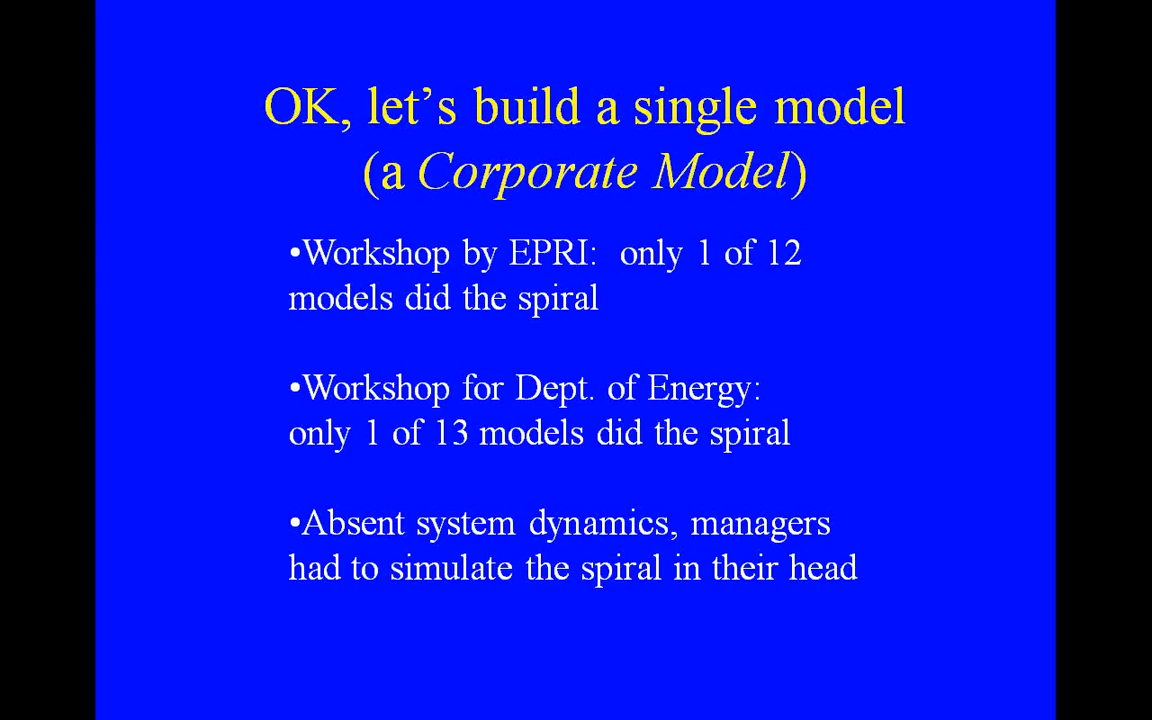 OK, let’s build a single model
(a Corporate Model)
•Workshop by EPRI:  only 1 of 12
models did the spiral
•Workshop for Dept. of Energy:
only 1 of 13 models did the spiral
•Absent system dynamics, managers
had to simulate the spiral in their head